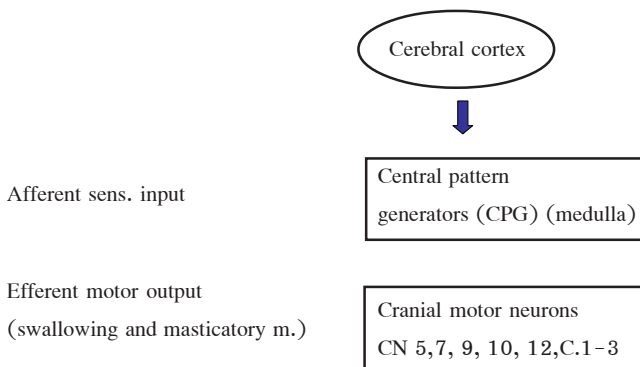 Cerebral cortex
Afferent sens. input
Central pattern
generators (CPG) (medulla)
Efferent motor output
(swallowing and masticatory m.)
Cranial motor neurons
CN 5,7, 9, 10, 12,C.1-3